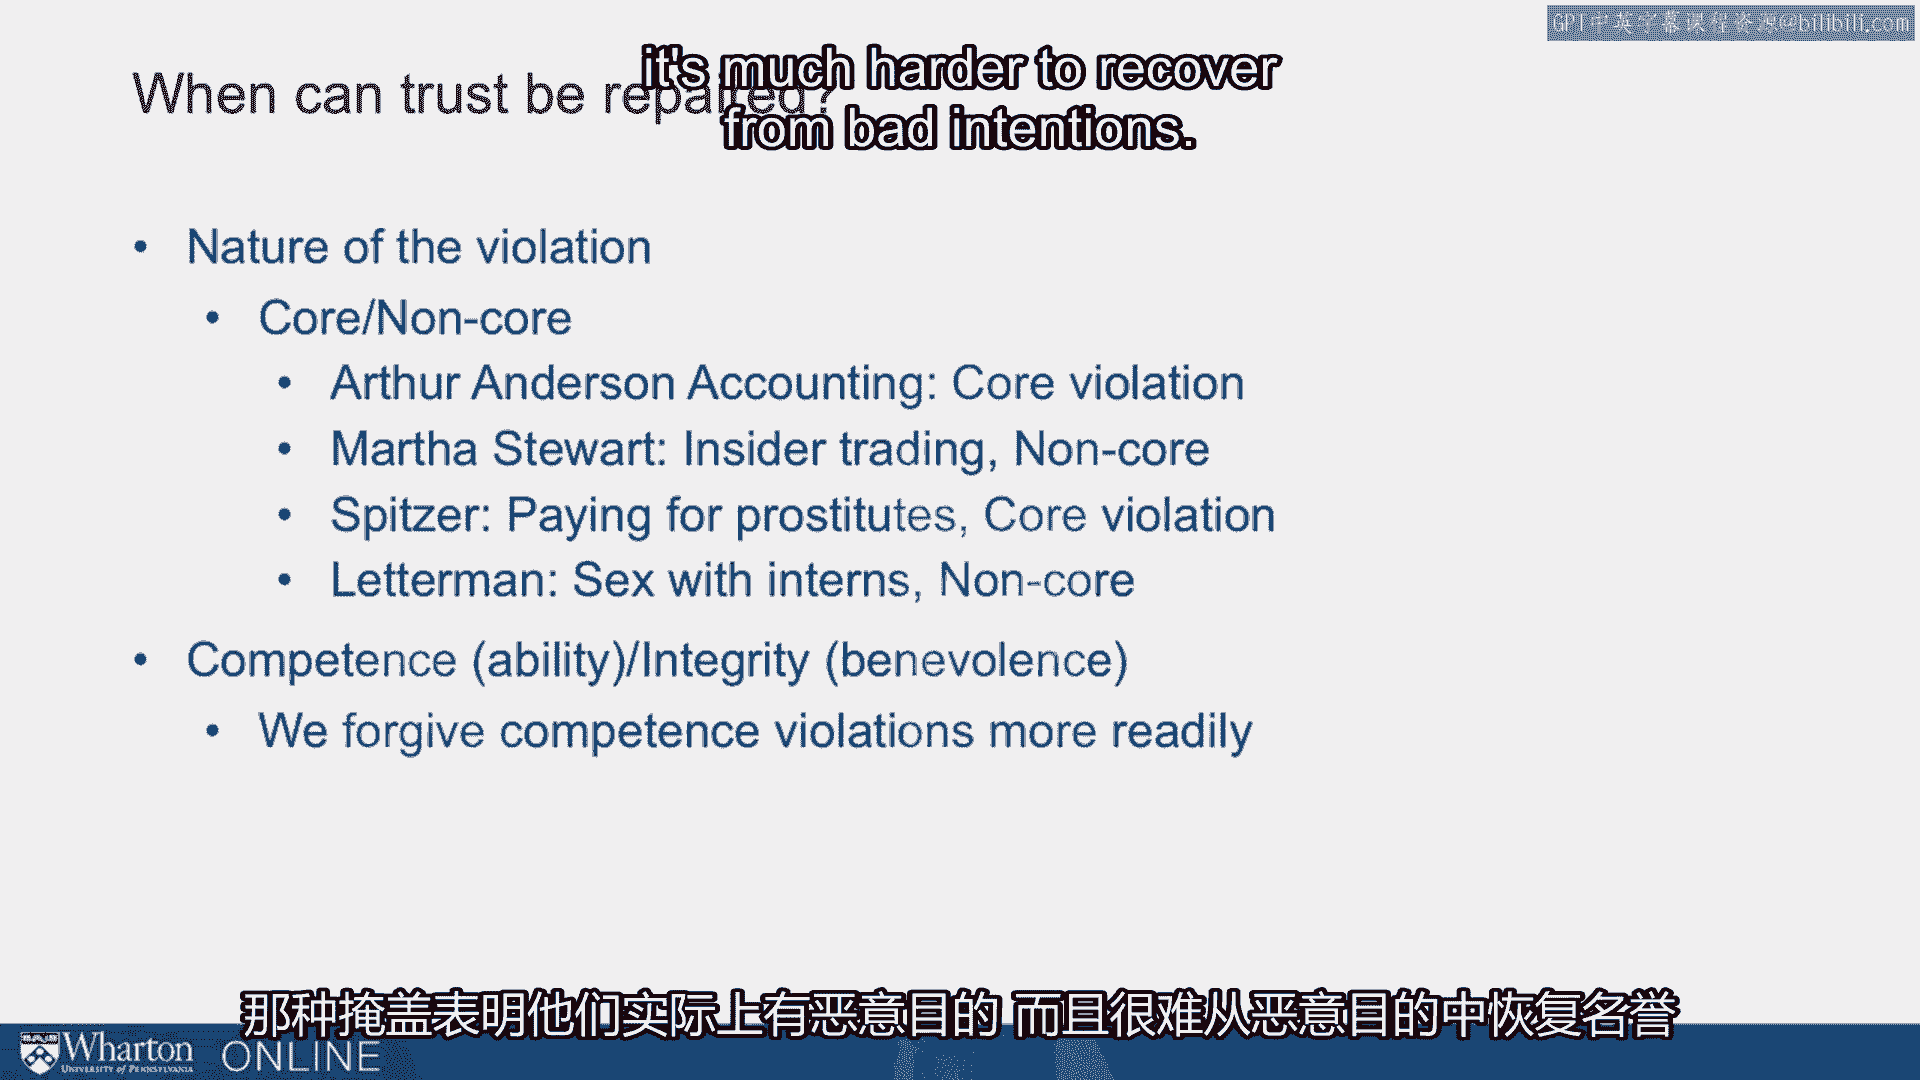 GPT中英字幕课程资源@bilibili.com
it's much harder to recover
from bad intentions.
When can trust be repaired?
• Nature of the violation
• Core/Non-core
• Arthur Anderson Accounting: Core violation
• Martha Stewart: Insider trading, Non-core
• Spitzer: Paying for prostitutes, Core violation
• Letterman: Sex with interns, Non-core
• Competence (ability)/Integrity (benevolence)
• We forgive competence violations more readily
那种掩盖表明他们实际上有恶意目的 而且很难从恶意目的中恢复名誉
Wharton ONLINE
UNIVERSITY of PENNSYLVANIA